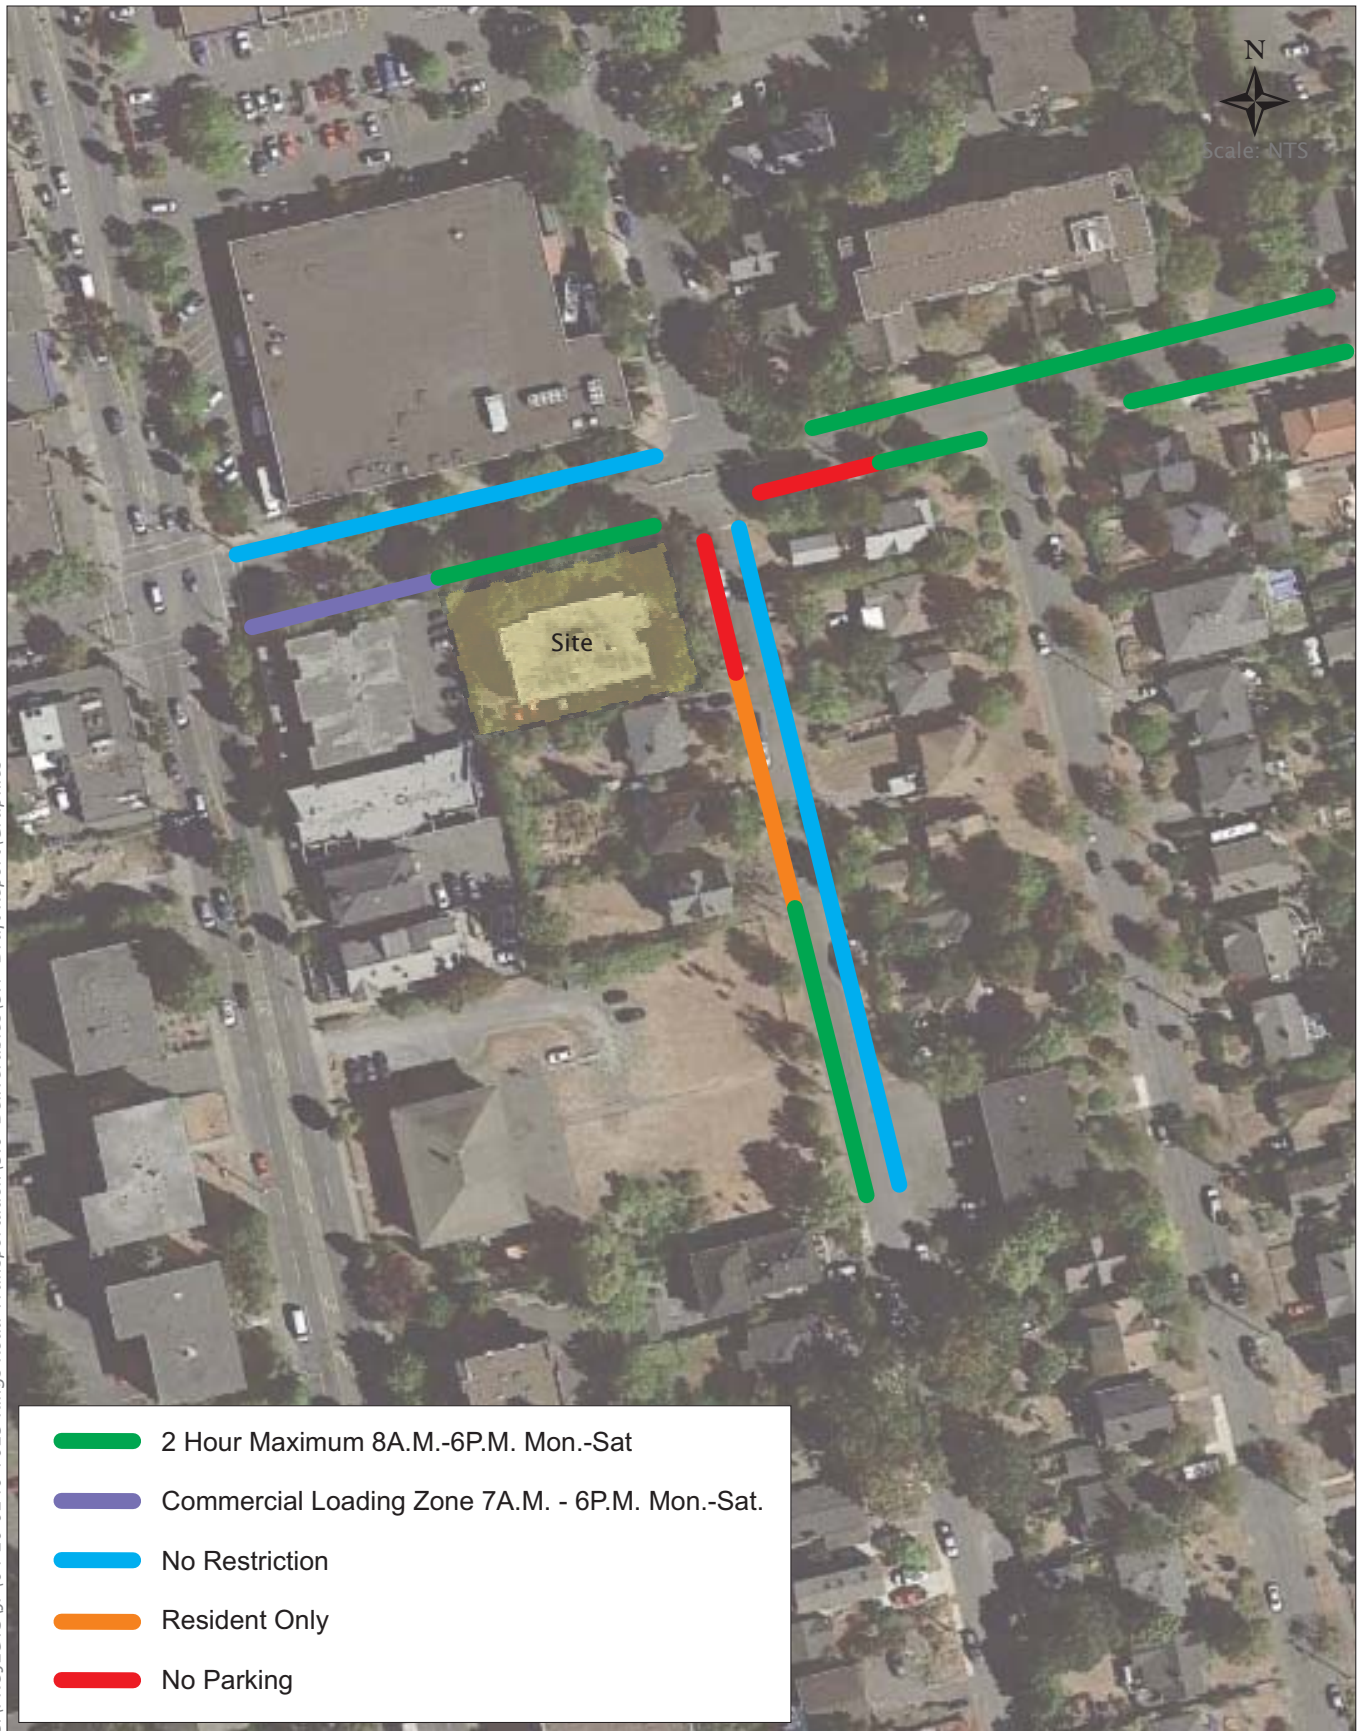 N
Scale: NTS
Site
2 Hour Maximum 8A.M.-6P.M. Mon.-Sat
Commercial Loading Zone 7A.M. - 6P.M. Mon.-Sat.
No Restriction
Resident Only
No Parking